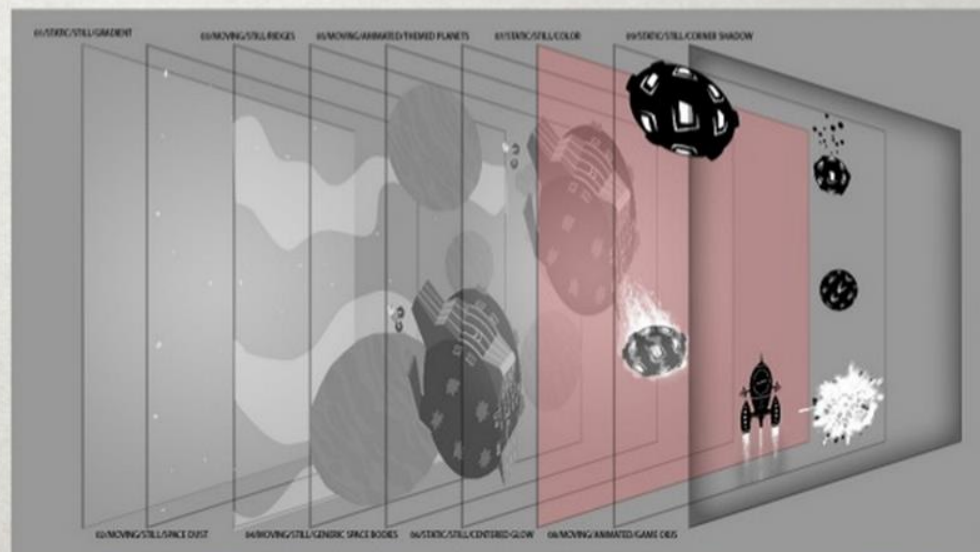 01/STATIC/STILL/GRADIENT
03/MOVING/STILL/RIDGES
05/MOVING/ANIMATED/THEMED PLANETS
07/STATIC/STILL/COLOR
09/STATIC/STILL/CORNER SHADOW
02/MOVING/STILL/SPACE DUST
04/MOVING/STILL/GENERIC SPACE BODIES
06/STATIC/STILL/CENTERED GLOW
08/MOVING/ANIMATED/GAME OBJS